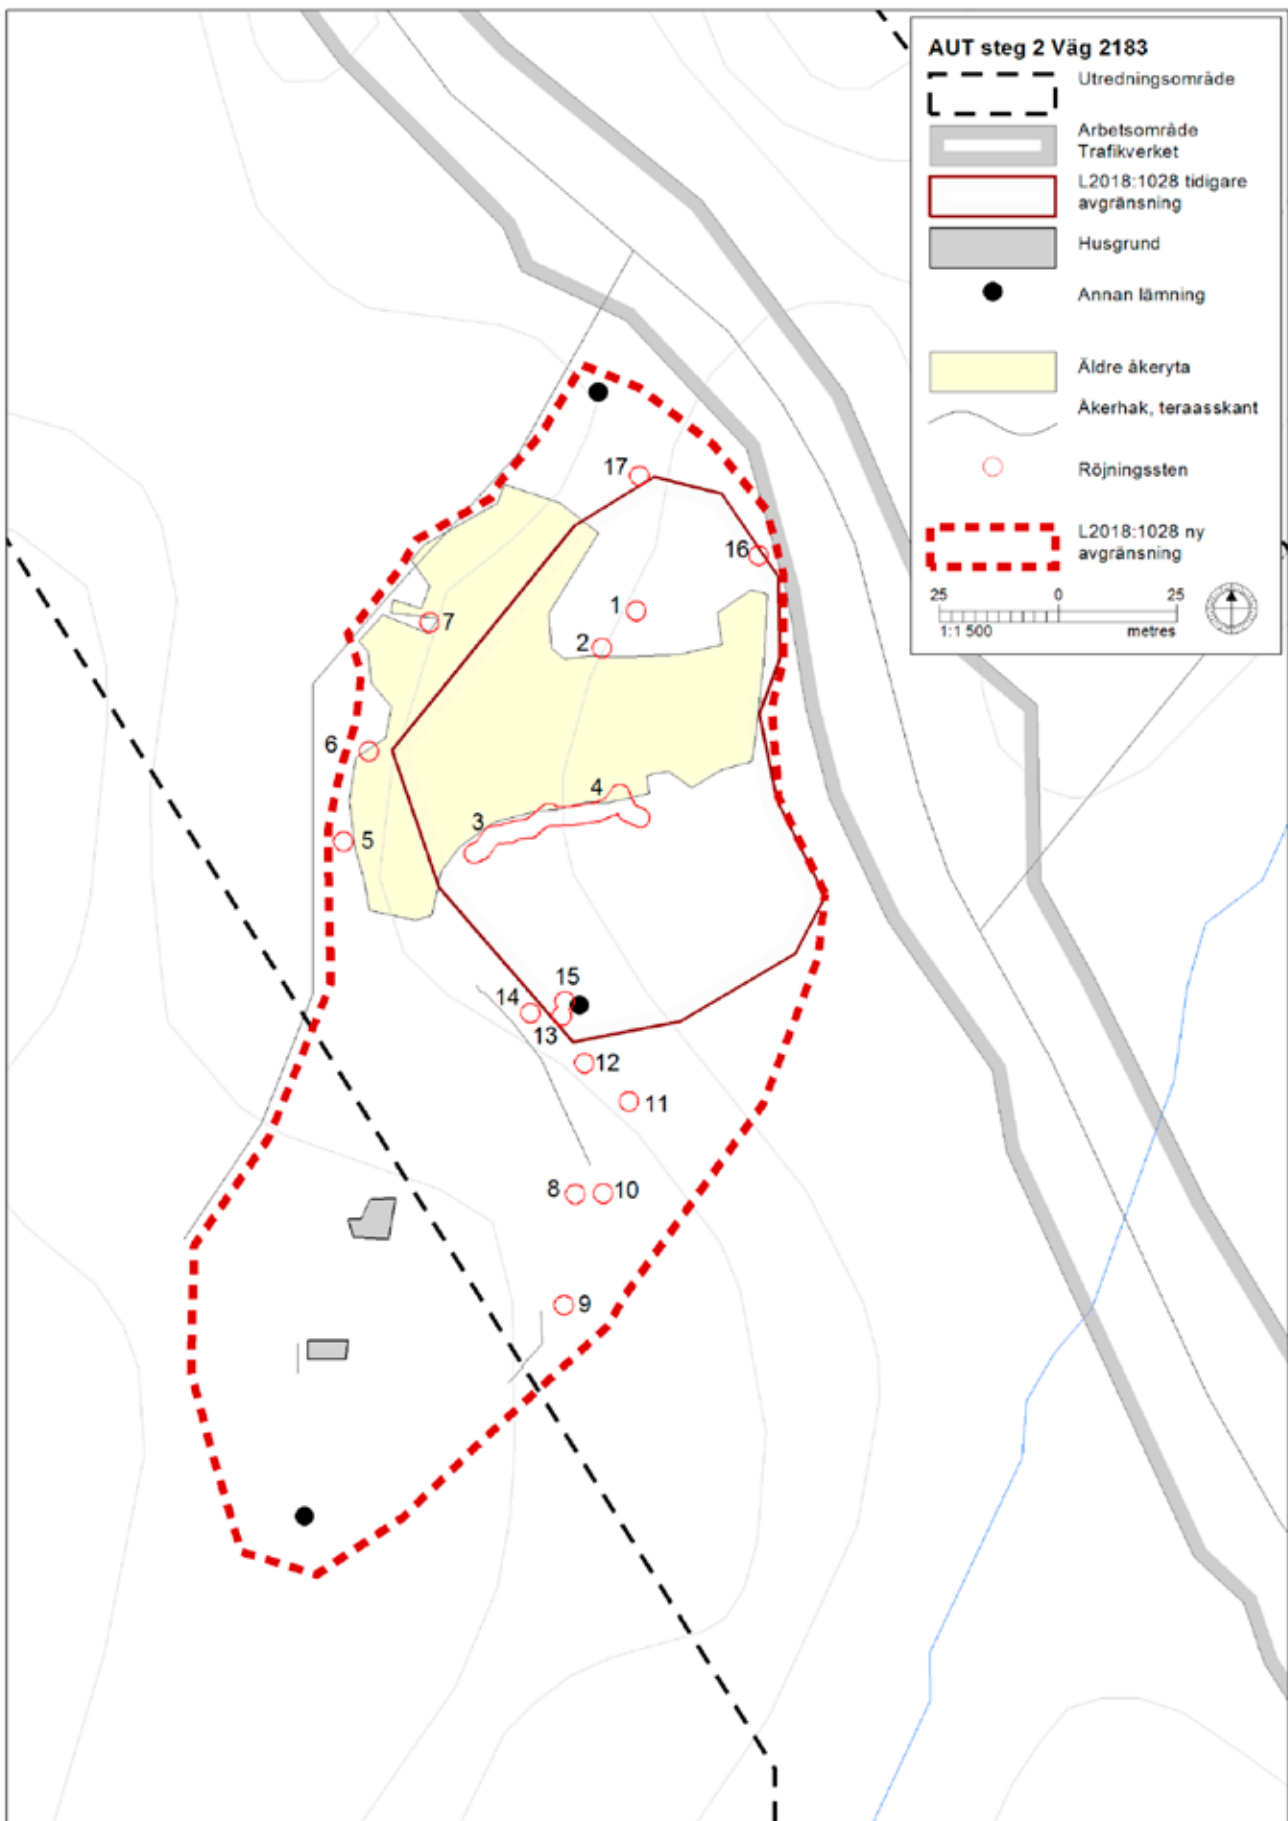 AUT steg 2 Väg 2183
Utredningsområde
Arbetsområde
Trafikverket
L2018:1028 tidigare
avgränsning
Husgrund
Annan lämning
Äldre åkeryta
Åkerhak, teraasskant
Röjningssten
L2018:1028 ny
avgränsning
25 0 25
1:1 500 metres
17
16
1
7
2
6
4
3
5
15
14
13
12
11
8 10
9